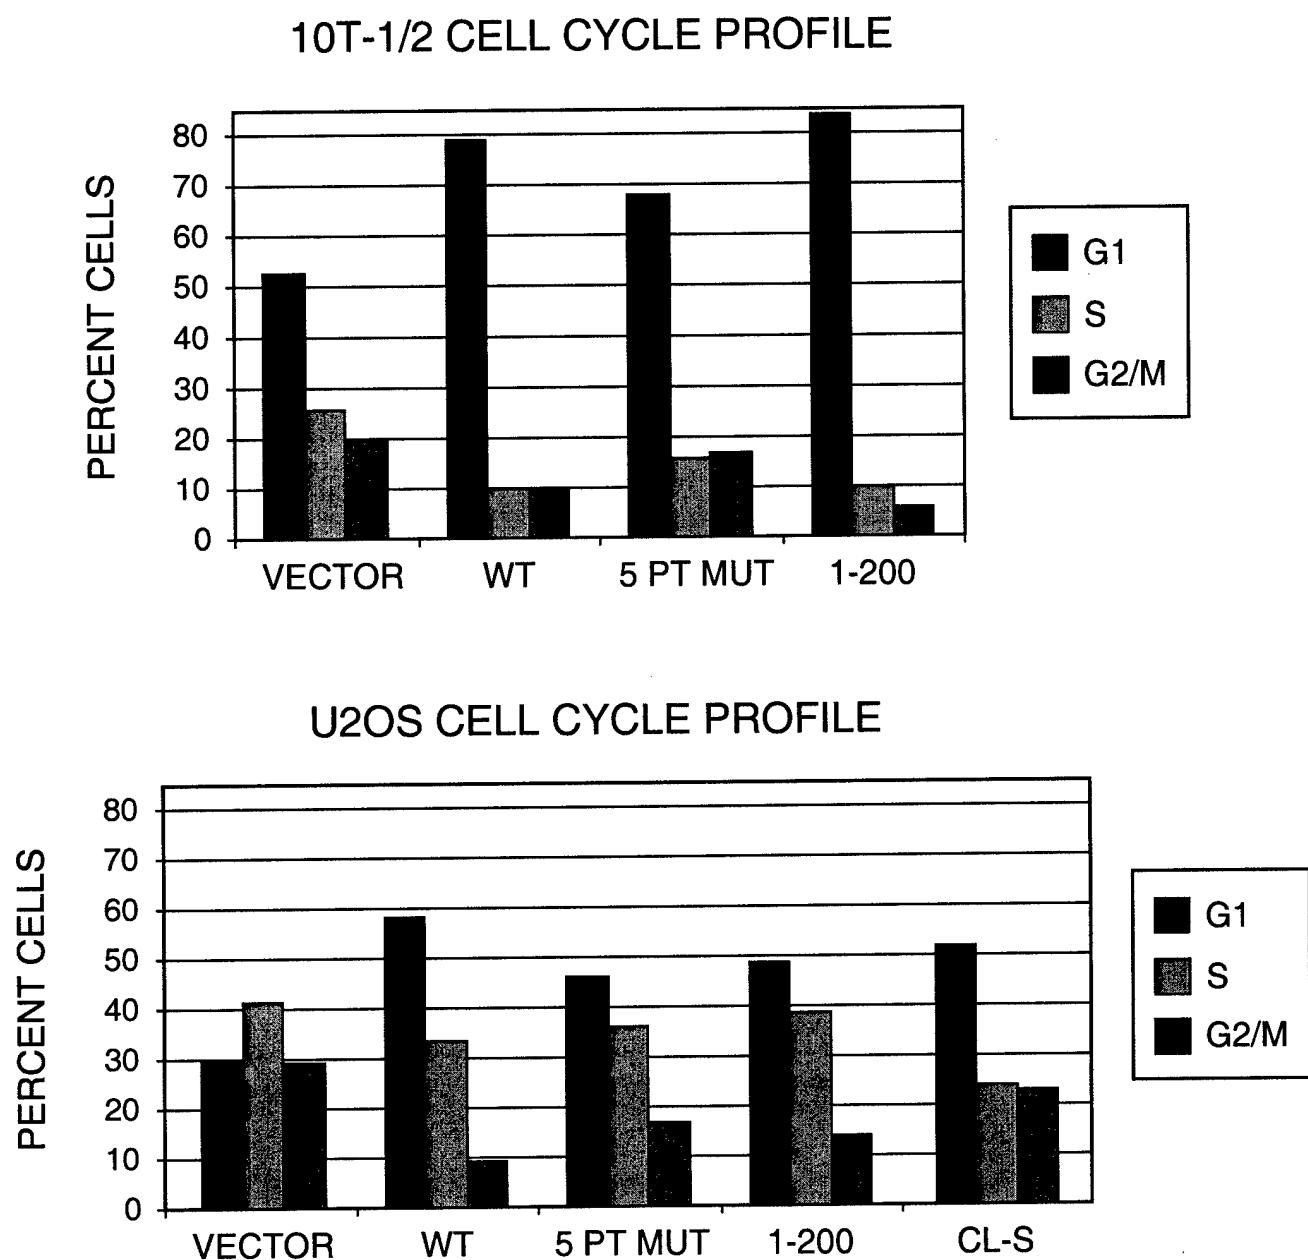 10T-1/2 CELL CYCLE PROFILE
PERCENT CELLS
80
70
60
50
40
30
20
10
0
VECTOR WT 5 PT MUT 1-200
G1
S
G2/M
U2OS CELL CYCLE PROFILE
PERCENT CELLS
80
70
60
50
40
30
20
10
0
VECTOR WT 5 PT MUT 1-200 CL-S
G1
S
G2/M